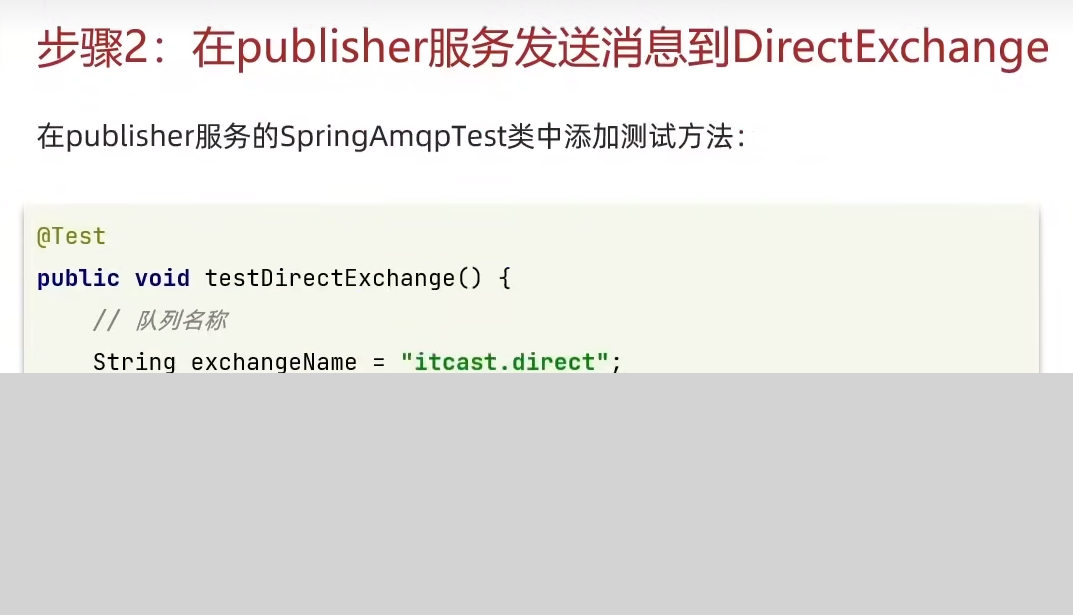 步骤2：在publisher服务发送消息到DirectExchange
在publisher服务的SpringAmqpTest类中添加测试方法：
@Test
public void testDirectExchange() {
// 队列名称
String exchangeName = "itcast.direct";